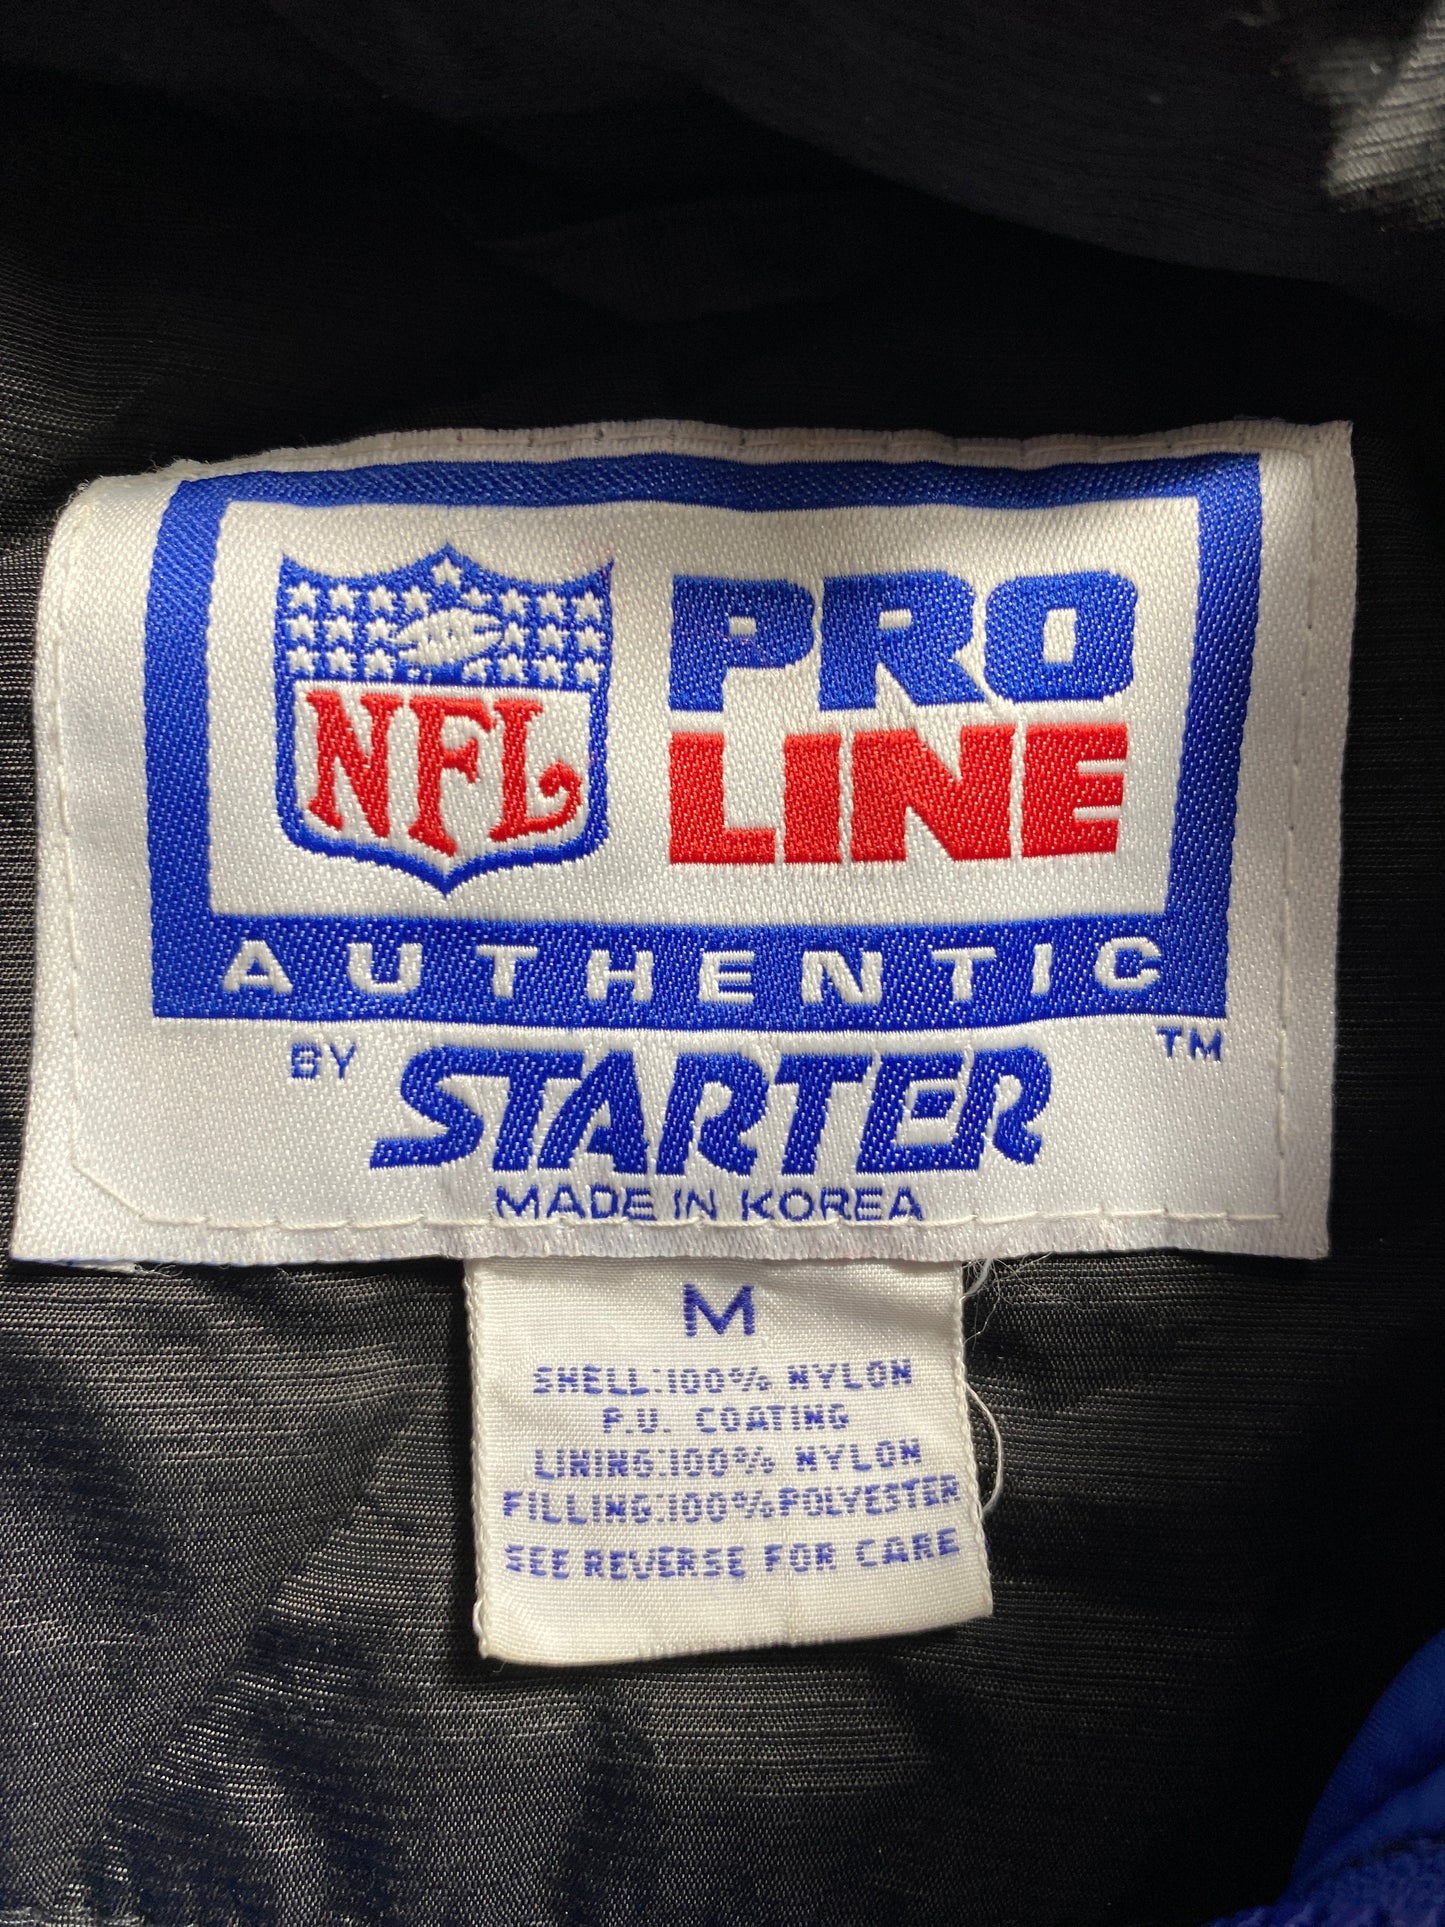 NFL
PRO
LINE
AUTHENTIC
BY STARTER TM
MADE IN KOREA
M
SHELL:100% NYLON
P.U. COATING
LINING:100% NYLON
FILLING:100%POLYESTER
SEE REVERSE FOR CARE